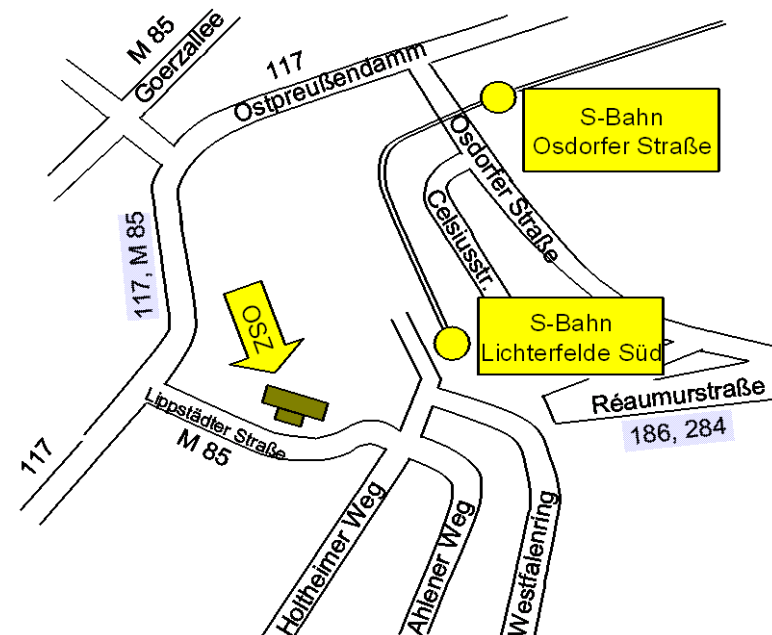 M 85
Goerzallee
117
Ostpreußendamm
S-Bahn
Osdorfer Straße
Osdorfer Straße
Celsiusstr.
117, M 85
OSZ
S-Bahn
Lichterfelde Süd
Réaumurstraße
186, 284
Lippstädter Straße
M 85
117
Holtheimer Weg
Ahlener Weg
Westfalenring